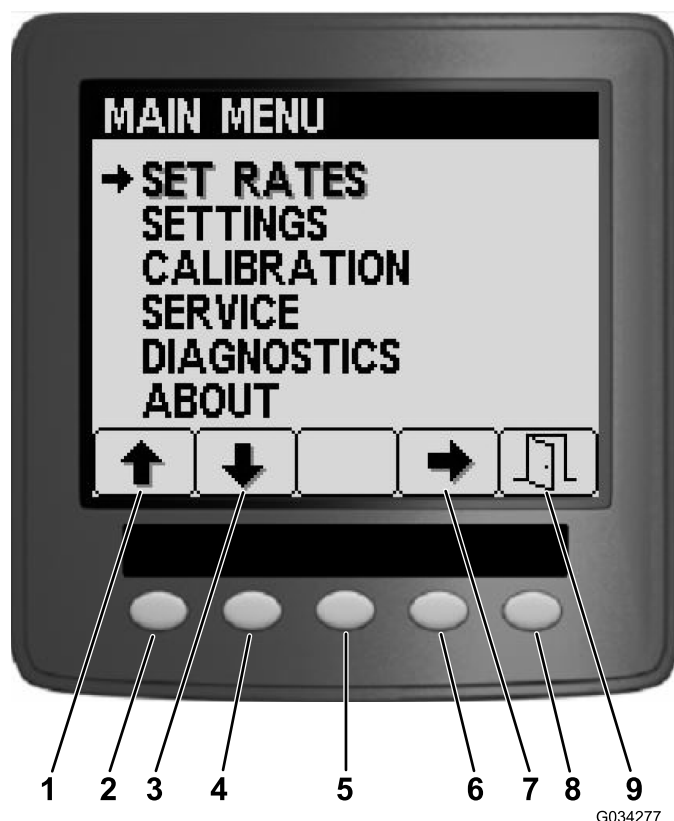 MAIN MENU
SET RATES
SETTINGS
CALIBRATION
SERVICE
DIAGNOSTICS
ABOUT
1 2 3 4 5 6 7 8 9
G034277